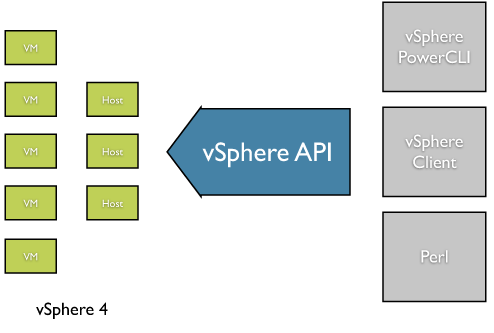 VM
VM
Host
VM
Host
VM
Host
VM
vSphere 4
vSphere API
vSphere
PowerCLI
vSphere
Client
Perl